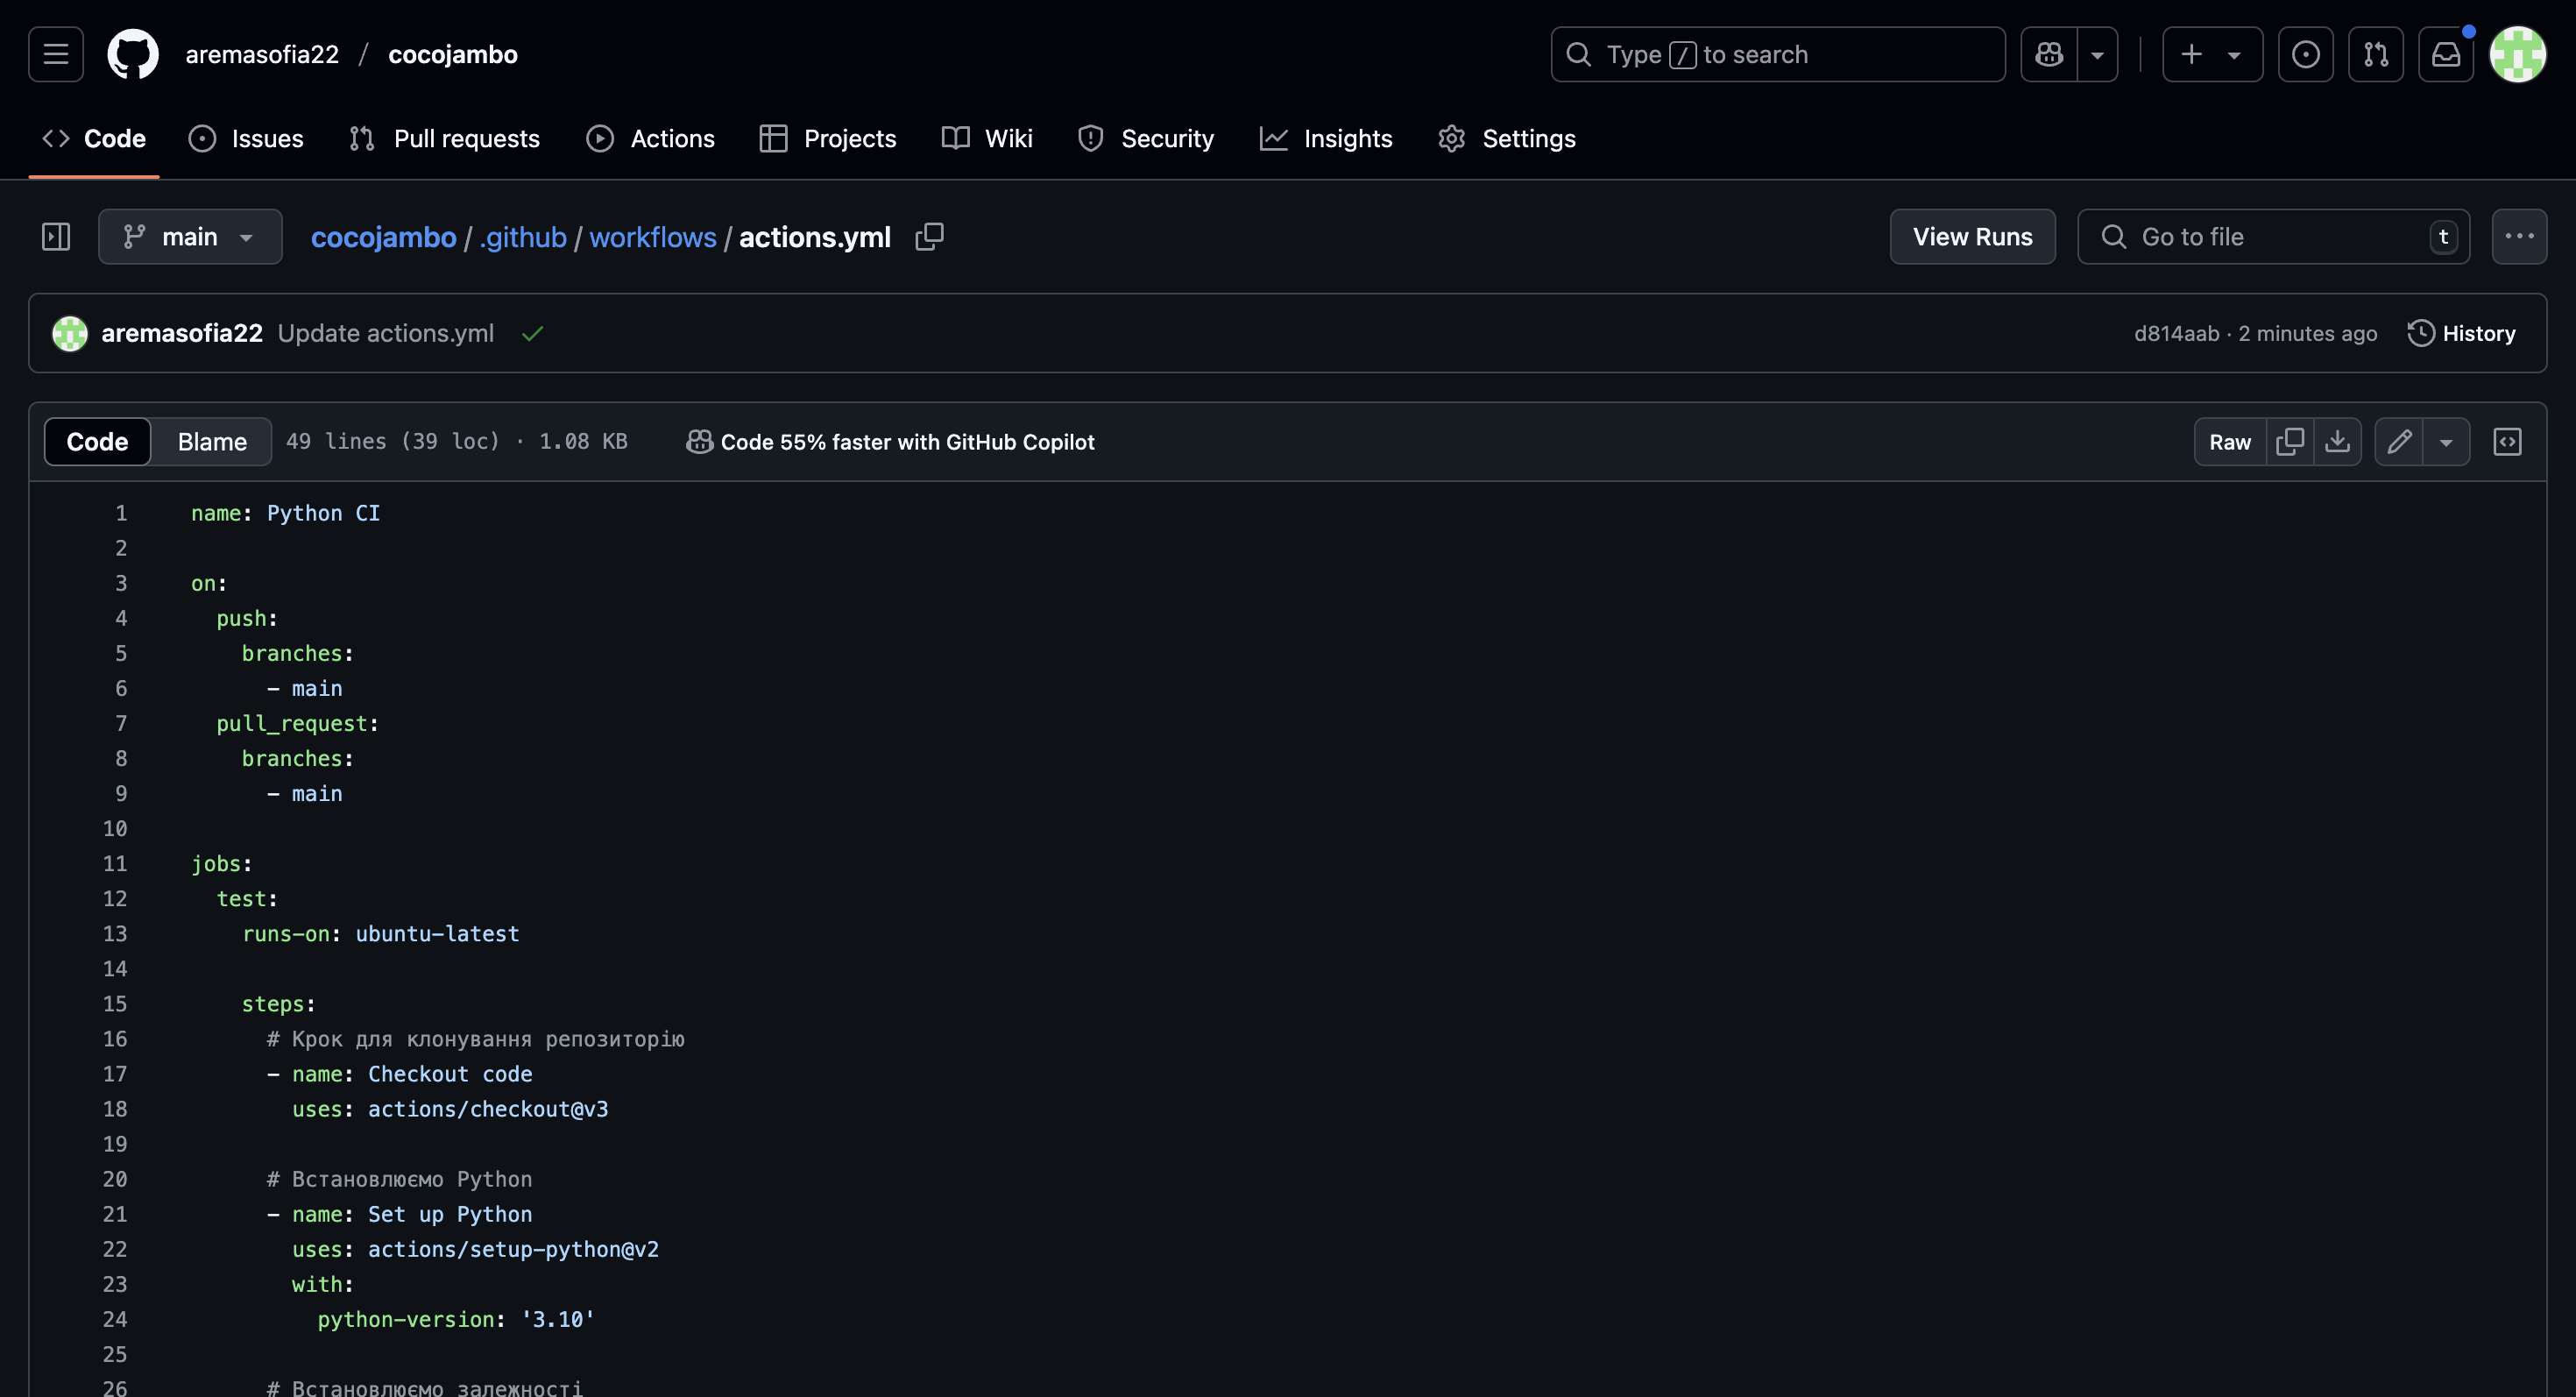 aremasofia22 / cocojambo
Type / to search
Code
Issues
Pull requests
Actions
Projects
Wiki
Security
Insights
Settings
main
cocojambo / .github / workflows / actions.yml
View Runs
Go to file
t
aremasofia22 Update actions.yml
d814aab · 2 minutes ago
History
Code
Blame
49 lines (39 loc) · 1.08 KB
Code 55% faster with GitHub Copilot
Raw
1 name: Python CI
2
3 on:
4 push:
5 branches:
6 - main
7 pull_request:
8 branches:
9 - main
10
11 jobs:
12 test:
13 runs-on: ubuntu-latest
14
15 steps:
16 # Крок для клонування репозиторію
17 - name: Checkout code
18 uses: actions/checkout@v3
19
20 # Встановлюємо Python
21 - name: Set up Python
22 uses: actions/setup-python@v2
23 with:
24 python-version: '3.10'
25
26 # Встановлюємо залежності